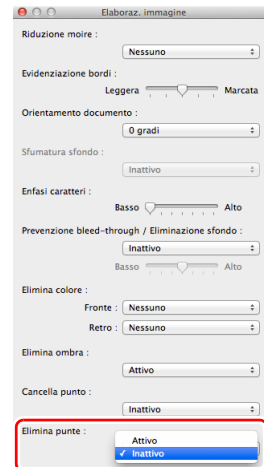 Elaboraz. immagine
Riduzione moire :
Nessuno
Evidenziazione bordi :
Leggera Marcata
Orientamento documento :
0 gradi
Sfumatura sfondo :
Inattivo
Enfasi caratteri :
Basso Alto
Prevenzione bleed-through / Eliminazione sfondo :
Inattivo
Basso Alto
Elimina colore :
Fronte : Nessuno
Retro : Nessuno
Elimina ombra :
Attivo
Cancella punto :
Inattivo
Elimina punte :
Attivo
✓ Inattivo